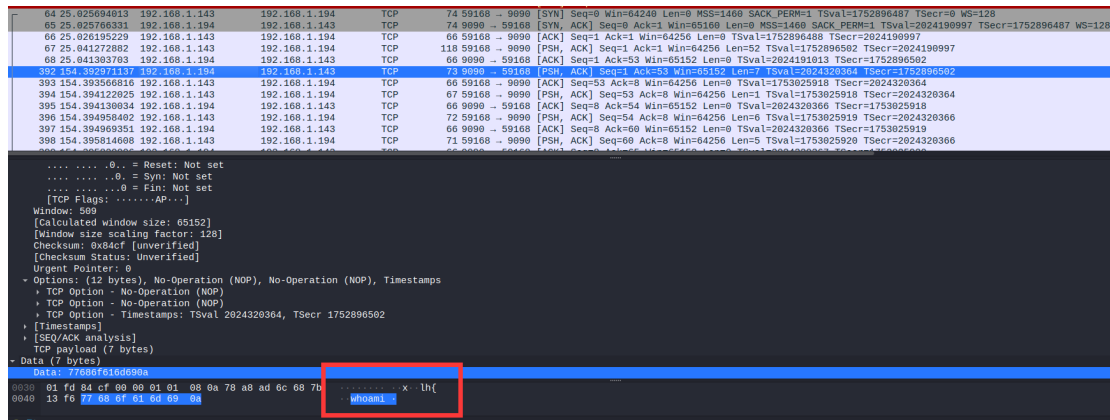 64 25.025694013 192.168.1.143 192.168.1.194 TCP 74 59168 → 9090 [SYN] Seq=0 Win=64240 Len=0 MSS=1460 SACK_PERM=1 TSval=1752896487 TSecr=0 WS=128
65 25.025766331 192.168.1.194 192.168.1.143 TCP 74 9090 → 59168 [SYN, ACK] Seq=0 Ack=1 Win=65160 Len=0 MSS=1460 SACK_PERM=1 TSval=2024190997 TSecr=1752896487 WS=128
66 25.026195229 192.168.1.143 192.168.1.194 TCP 66 59168 → 9090 [ACK] Seq=1 Ack=1 Win=64256 Len=0 TSval=1752896488 TSecr=2024190997
67 25.041272882 192.168.1.143 192.168.1.194 TCP 118 59168 → 9090 [PSH, ACK] Seq=1 Ack=1 Win=64256 Len=52 TSval=1752896502 TSecr=2024190997
68 25.041303703 192.168.1.194 192.168.1.143 TCP 66 9090 → 59168 [ACK] Seq=1 Ack=53 Win=65152 Len=0 TSval=2024191013 TSecr=1752896502
392 154.392971137 192.168.1.194 192.168.1.143 TCP 73 9090 → 59168 [PSH, ACK] Seq=1 Ack=53 Win=65152 Len=7 TSval=2024320364 TSecr=1752896502
393 154.393566816 192.168.1.143 192.168.1.194 TCP 66 59168 → 9090 [ACK] Seq=53 Ack=8 Win=64256 Len=0 TSval=1753025918 TSecr=2024320364
394 154.394122025 192.168.1.143 192.168.1.194 TCP 67 59168 → 9090 [PSH, ACK] Seq=53 Ack=8 Win=64256 Len=1 TSval=1753025918 TSecr=2024320364
395 154.394130034 192.168.1.194 192.168.1.143 TCP 66 9090 → 59168 [ACK] Seq=8 Ack=54 Win=65152 Len=0 TSval=2024320366 TSecr=1753025918
396 154.394958402 192.168.1.143 192.168.1.194 TCP 72 59168 → 9090 [PSH, ACK] Seq=54 Ack=8 Win=64256 Len=6 TSval=1753025919 TSecr=2024320366
397 154.394969351 192.168.1.194 192.168.1.143 TCP 66 9090 → 59168 [ACK] Seq=8 Ack=60 Win=65152 Len=0 TSval=2024320366 TSecr=1753025919
398 154.395814608 192.168.1.143 192.168.1.194 TCP 71 59168 → 9090 [PSH, ACK] Seq=60 Ack=8 Win=64256 Len=5 TSval=1753025920 TSecr=2024320366
.... .... .0.. = Reset: Not set
.... .... ..0. = Syn: Not set
.... .... ...0 = Fin: Not set
[TCP Flags: ·······AP···]
Window: 509
[Calculated window size: 65152]
[Window size scaling factor: 128]
Checksum: 0x84cf [unverified]
[Checksum Status: Unverified]
Urgent Pointer: 0
Options: (12 bytes), No-Operation (NOP), No-Operation (NOP), Timestamps
TCP Option - No-Operation (NOP)
TCP Option - No-Operation (NOP)
TCP Option - Timestamps: TSval 2024320364, TSecr 1752896502
[Timestamps]
[SEQ/ACK analysis]
TCP payload (7 bytes)
Data (7 bytes)
Data: 77686f616d690a
0030 01 fd 84 cf 00 00 01 01 08 0a 78 a8 ad 6c 68 7b ········ ··x··lh{
0040 13 f6 77 68 6f 61 6d 69 0a ··whoami ·